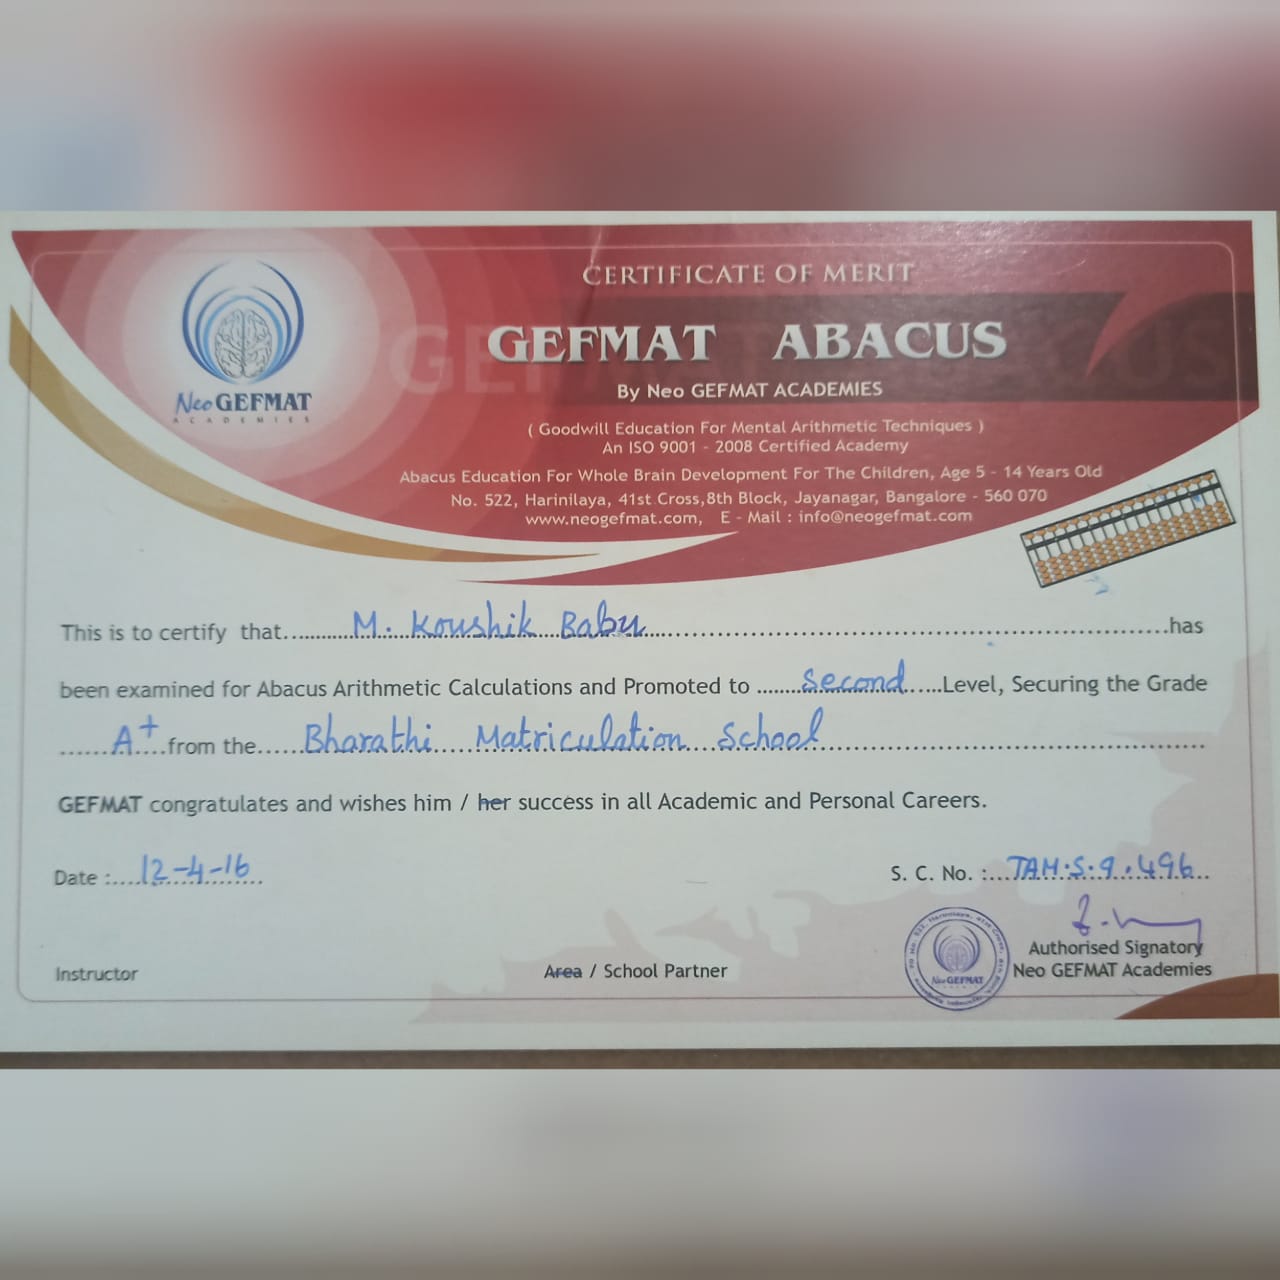 Neo GEFMAT
ACADEMIES
CERTIFICATE OF MERIT
GEFMAT ABACUS
By Neo GEFMAT ACADEMIES
( Goodwill Education For Mental Arithmetic Techniques )
An ISO 9001 - 2008 Certified Academy
Abacus Education For Whole Brain Development For The Children, Age 5 - 14 Years Old
No. 522, Harinilaya, 41st Cross,8th Block, Jayanagar, Bangalore - 560 070
www.neogefmat.com, E - Mail : info@neogefmat.com
This is to certify that M. Koushik Babu has
been examined for Abacus Arithmetic Calculations and Promoted to Second Level, Securing the Grade
A+ from the Bharathi Matriculation School
GEFMAT congratulates and wishes him / her success in all Academic and Personal Careers.
Date : 12-4-16
S. C. No. : TAM.S.9.496
Instructor
Area / School Partner
Authorised Signatory
Neo GEFMAT Academies
NeoGEFMAT